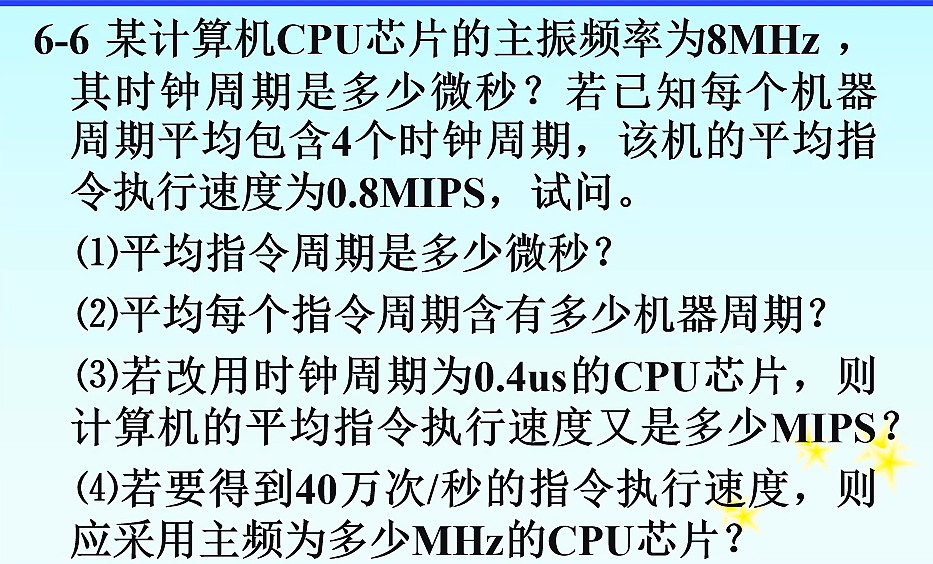 6-6 某计算机CPU芯片的主振频率为8MHz，
其时钟周期是多少微秒？若已知每个机器
周期平均包含4个时钟周期，该机的平均指
令执行速度为0.8MIPS，试问。
⑴平均指令周期是多少微秒？
⑵平均每个指令周期含有多少机器周期？
⑶若改用时钟周期为0.4us的CPU芯片，则
计算机的平均指令执行速度又是多少MIPS？
⑷若要得到40万次/秒的指令执行速度，则
应采用主频为多少MHz的CPU芯片？